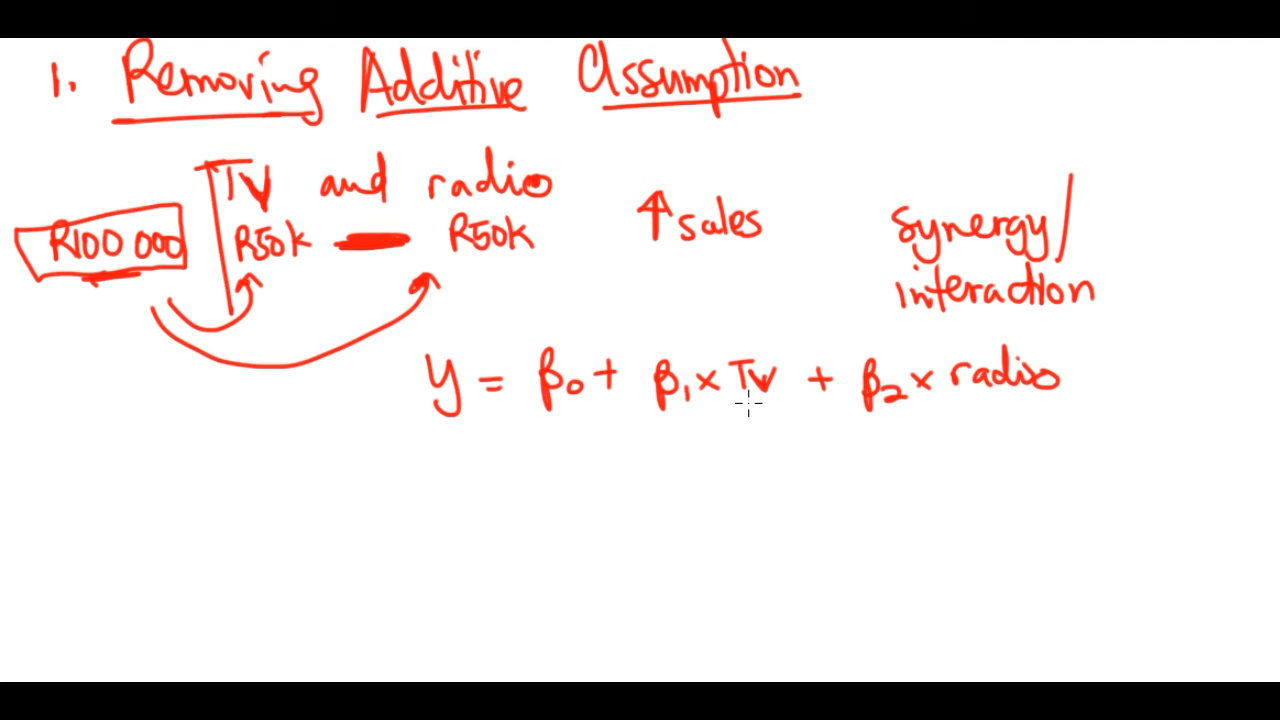 1. Removing Additive Assumption
TV and radio
R100 000 R50k R50k ↑ sales synergy/
interaction
y = β₀ + β₁ × TV + β₂ × radio